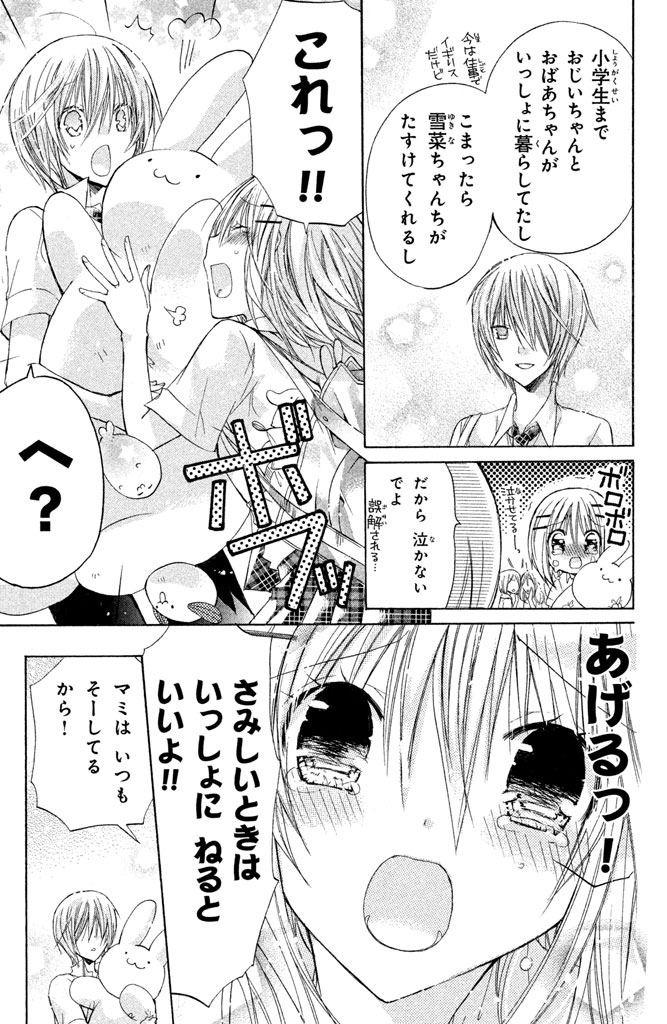 小学生まで
おじいちゃんと
おばあちゃんが
いっしょに暮らしてたし
今は仕事で
イギリス
だけど
こまったら
雪菜ちゃんちが
たすけてくれるし
ボロボロ
泣かせてる
だから 泣かない
でよ
誤解される…
これっ!!
ボフッ
へ?
あげるっ!
さみしいときは
いっしょに ねると
いいよ!!
マミは いつも
そーしてる
から!